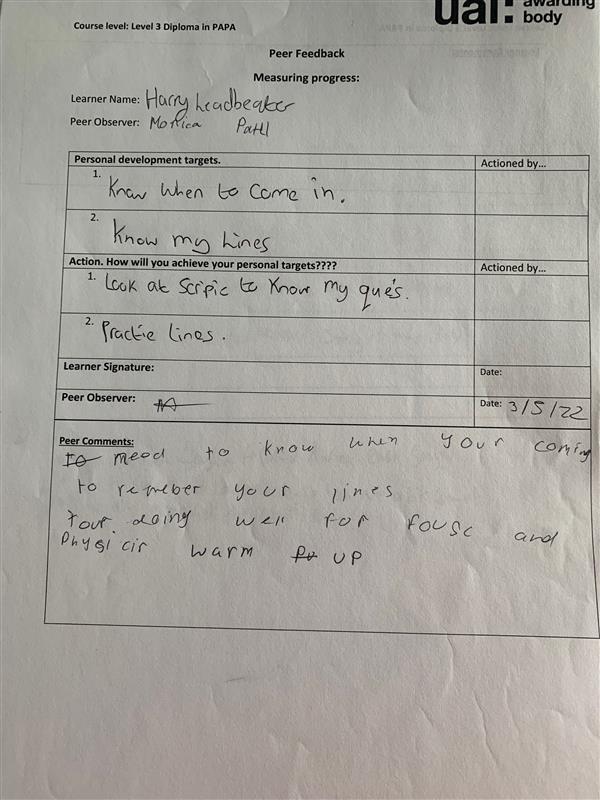 ual: awarding body
Course level: Level 3 Diploma in PAPA
Peer Feedback
Measuring progress:
Learner Name: Harry Leadbeater
Peer Observer: Monica Patel
Personal development targets. Actioned by...
1. Know when to come in.
2. Know my Lines
Action. How will you achieve your personal targets???? Actioned by...
1. Look at Scripic to Know my que's.
2. Practie Lines.
Learner Signature: Date:
Peer Observer: Date: 3/5/22
Peer Comments:
need to know when your coming
to remeber your lines
your doing well for fousc and
Physicir warm up